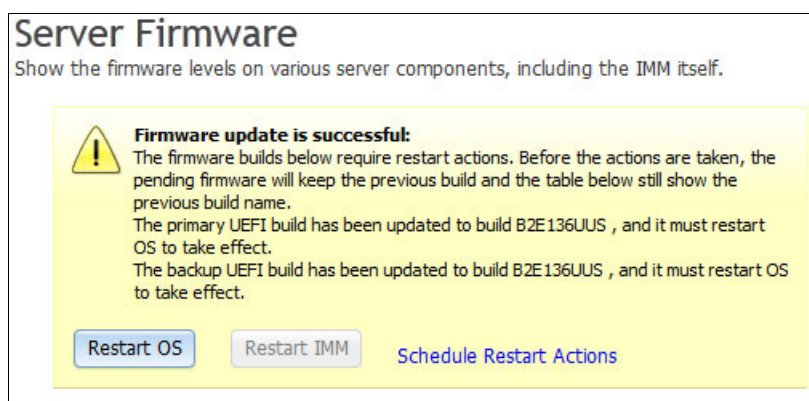 Server Firmware
Show the firmware levels on various server components, including the IMM itself.
Firmware update is successful:
The firmware builds below require restart actions. Before the actions are taken, the
pending firmware will keep the previous build and the table below still show the
previous build name.
The primary UEFI build has been updated to build B2E136UUS , and it must restart
OS to take effect.
The backup UEFI build has been updated to build B2E136UUS , and it must restart OS
to take effect.
Restart OS Restart IMM Schedule Restart Actions